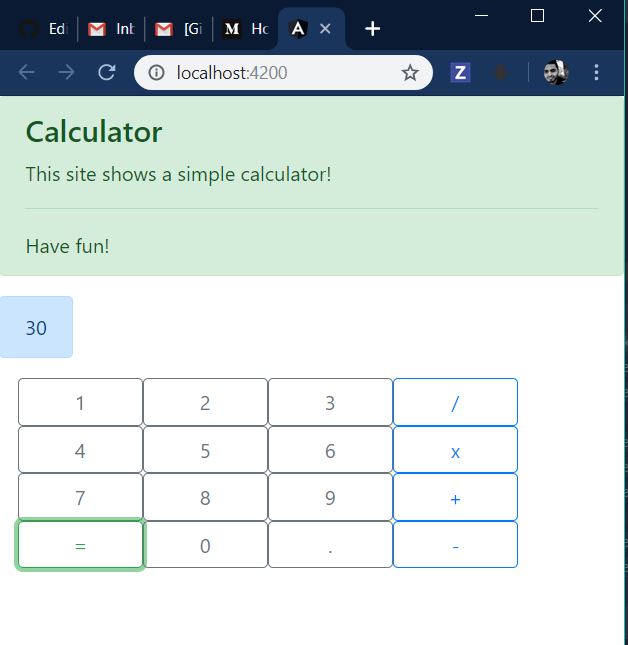 Edi
Inb
[Gi
M
Ho
A
localhost:4200
Z
Calculator
This site shows a simple calculator!
Have fun!
30
1 2 3 /
4 5 6 x
7 8 9 +
= 0 . -